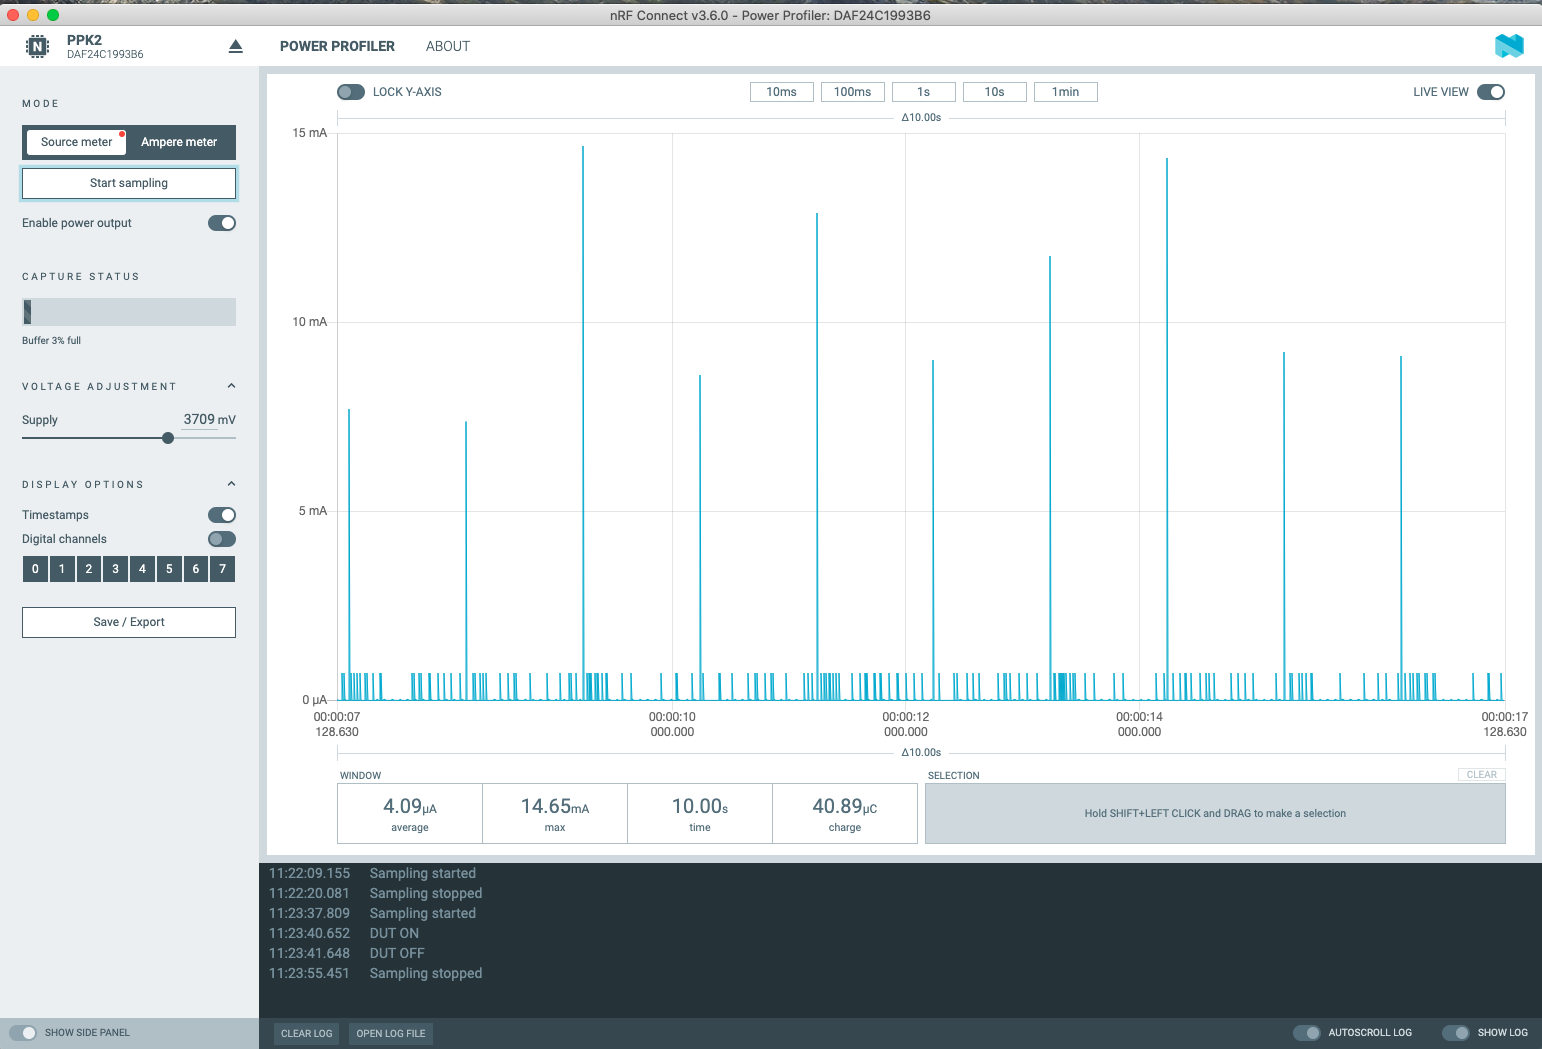 nRF Connect v3.6.0 - Power Profiler: DAF24C1993B6
N
PPK2
DAF24C1993B6
POWER PROFILER
ABOUT
MODE
Source meter
Ampere meter
Start sampling
Enable power output
CAPTURE STATUS
Buffer 3% full
VOLTAGE ADJUSTMENT
Supply
3709 mV
DISPLAY OPTIONS
Timestamps
Digital channels
0 1 2 3 4 5 6 7
Save / Export
SHOW SIDE PANEL
LOCK Y-AXIS
10ms
100ms
1s
10s
1min
LIVE VIEW
Δ10.00s
15 mA
10 mA
5 mA
0 µA
00:00:07
128.630
00:00:10
000.000
00:00:12
000.000
00:00:14
000.000
00:00:17
128.630
Δ10.00s
WINDOW
4.09µA
average
14.65mA
max
10.00s
time
40.89µC
charge
SELECTION
CLEAR
Hold SHIFT+LEFT CLICK and DRAG to make a selection
11:22:09.155 Sampling started
11:22:20.081 Sampling stopped
11:23:37.809 Sampling started
11:23:40.652 DUT ON
11:23:41.648 DUT OFF
11:23:55.451 Sampling stopped
CLEAR LOG
OPEN LOG FILE
AUTOSCROLL LOG
SHOW LOG